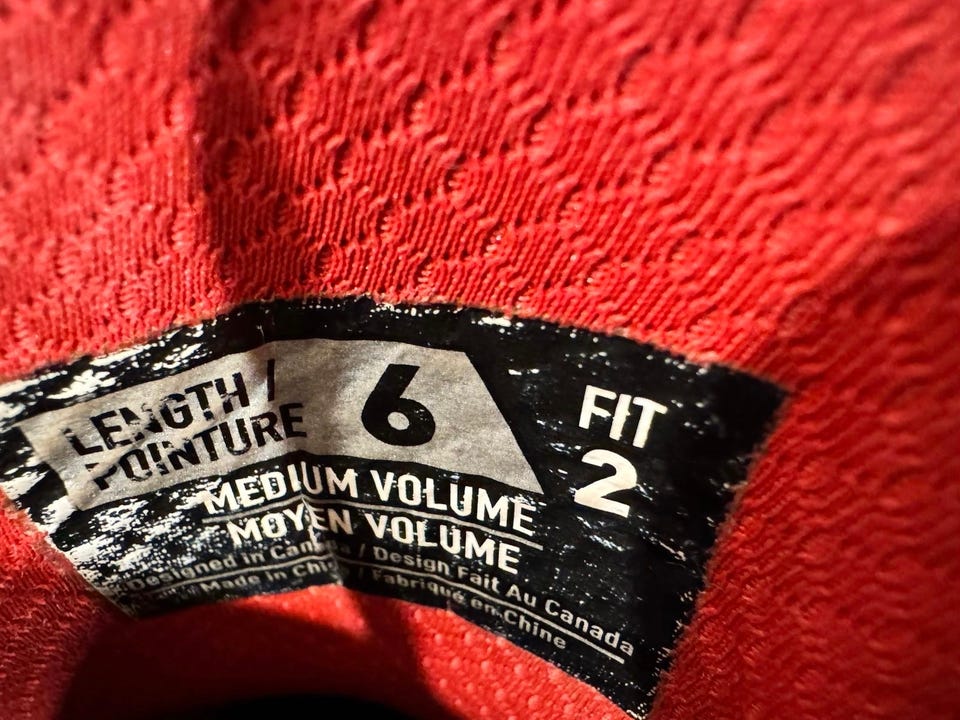 LENGTH /
POINTURE
6
MEDIUM VOLUME
MOYEN VOLUME
FIT
2
Designed in Canada / Design Fait Au Canada
Made In China / Fabriqué en Chine